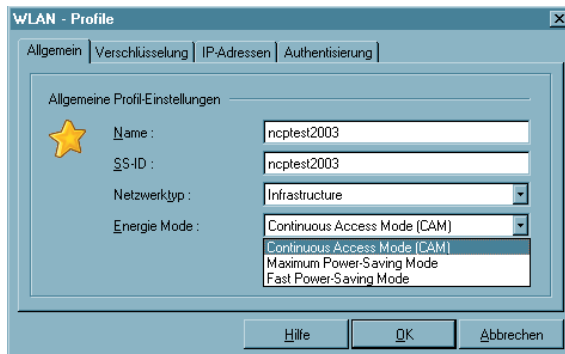 WLAN - Profile
Allgemein Verschlüsselung IP-Adressen Authentisierung
Allgemeine Profil-Einstellungen
Name : ncptest2003
SS-ID : ncptest2003
Netzwerktyp : Infrastructure
Energie Mode : Continuous Access Mode (CAM)
Continuous Access Mode (CAM)
Maximum Power-Saving Mode
Fast Power-Saving Mode
Hilfe OK Abbrechen